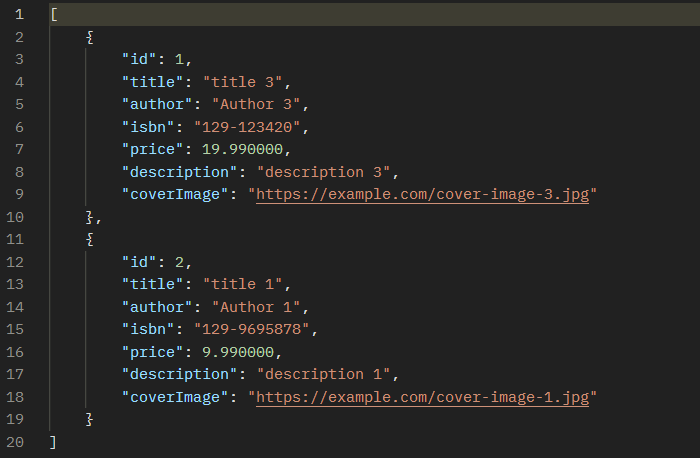 1 [
2     {
3         "id": 1,
4         "title": "title 3",
5         "author": "Author 3",
6         "isbn": "129-123420",
7         "price": 19.990000,
8         "description": "description 3",
9         "coverImage": "https://example.com/cover-image-3.jpg"
10     },
11     {
12         "id": 2,
13         "title": "title 1",
14         "author": "Author 1",
15         "isbn": "129-9695878",
16         "price": 9.990000,
17         "description": "description 1",
18         "coverImage": "https://example.com/cover-image-1.jpg"
19     }
20 ]